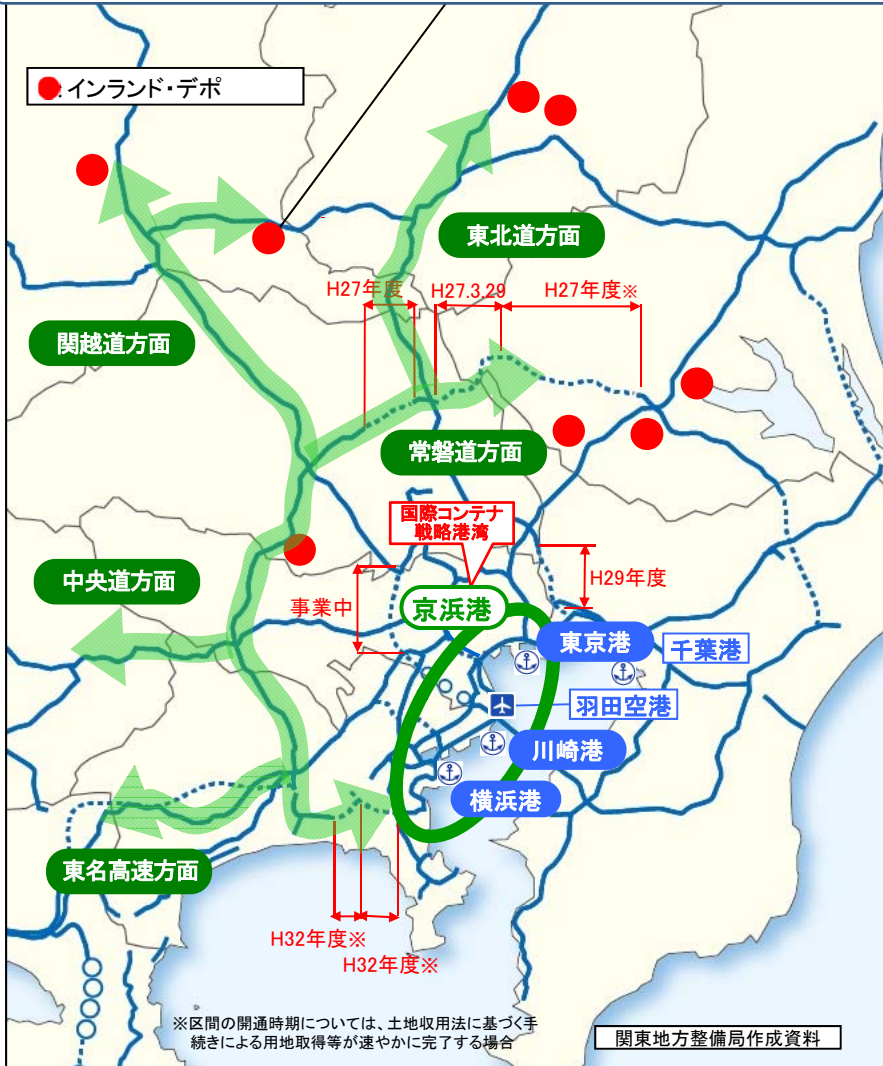 インランド・デポ
東北道方面
H27年度
H27.3.29
H27年度※
関越道方面
常磐道方面
国際コンテナ
戦略港湾
H29年度
中央道方面
事業中
京浜港
東京港
千葉港
羽田空港
川崎港
横浜港
東名高速方面
H32年度※
H32年度※
※区間の開通時期については、土地収用法に基づく手
続きによる用地取得等が速やかに完了する場合
関東地方整備局作成資料